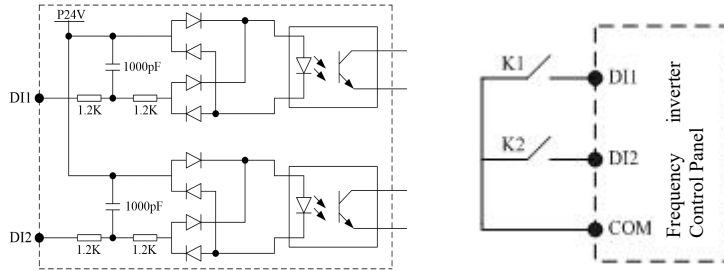 P24V
1000pF
DI1
1.2K 1.2K
1000pF
DI2
1.2K 1.2K
K1
DI1
K2
DI2
COM
Frequency inverter
Control Panel